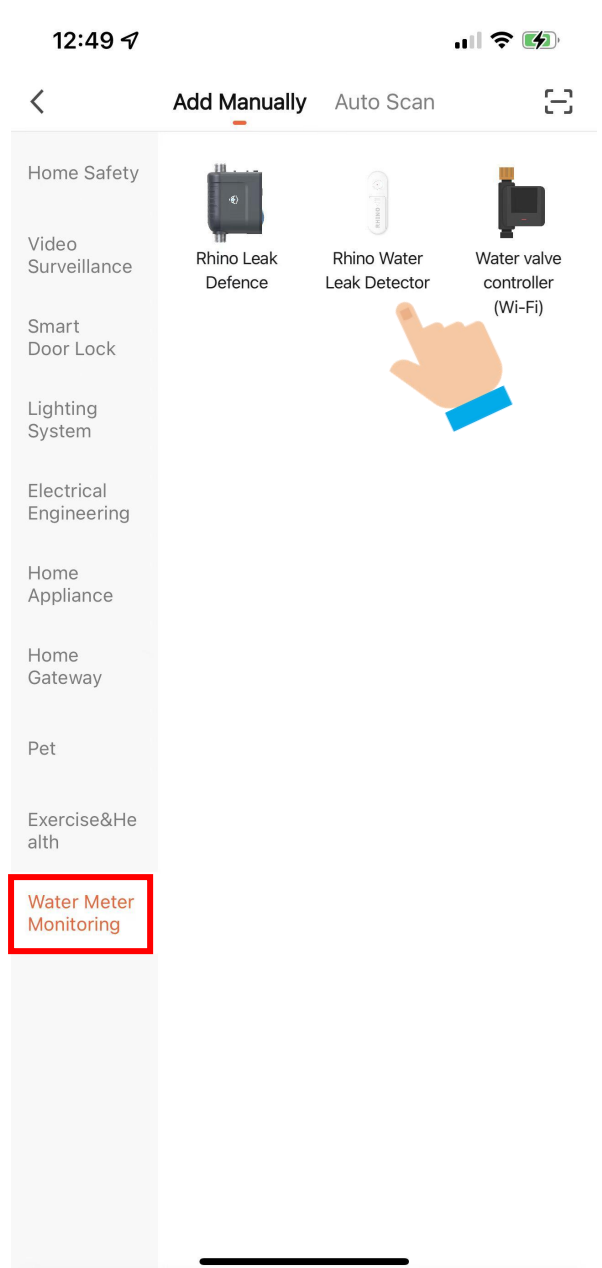 12:49
Add Manually
Auto Scan
Home Safety
Video
Surveillance
Smart
Door Lock
Lighting
System
Electrical
Engineering
Home
Appliance
Home
Gateway
Pet
Exercise&He
alth
Water Meter
Monitoring
Rhino Leak
Defence
Rhino Water
Leak Detector
Water valve
controller
(Wi-Fi)